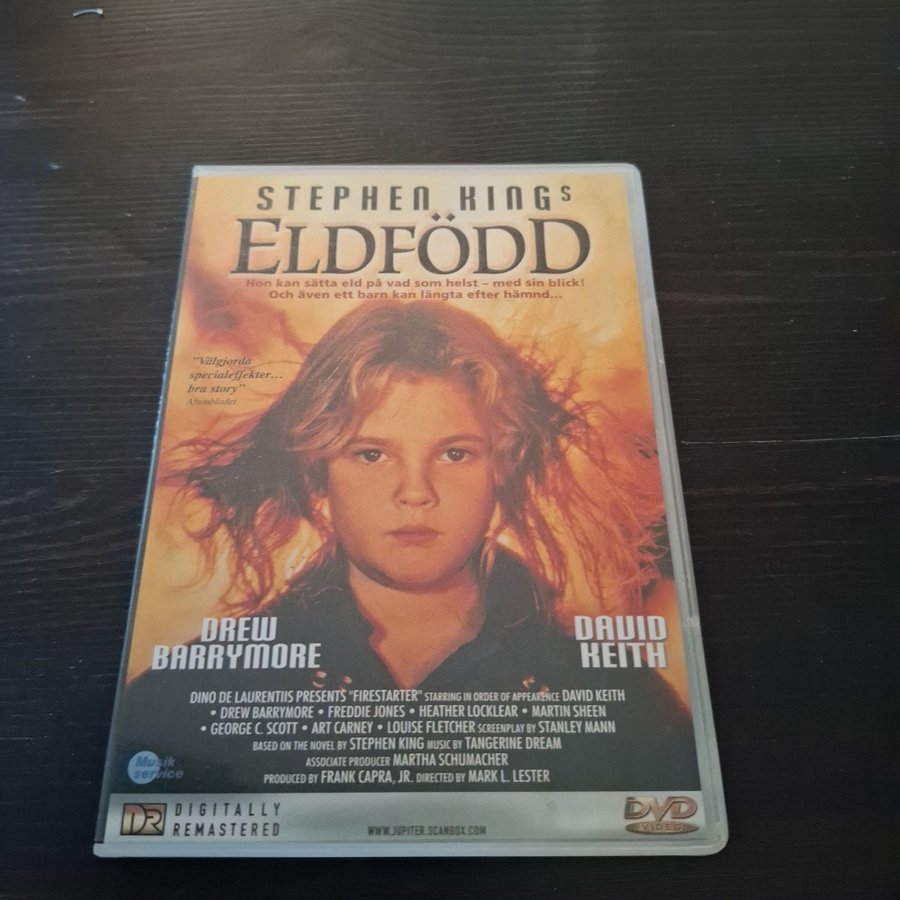 STEPHEN KINGS
ELDFÖDD
Hon kan sätta eld på vad som helst – med sin blick!
Och även ett barn kan längta efter hämnd...
"Välgjorda
specialeffekter...
bra story"
Aftonbladet
DREW
BARRYMORE
DAVID
KEITH
DINO DE LAURENTIIS PRESENTS "FIRESTARTER" STARRING IN ORDER OF APPEARENCE DAVID KEITH
• DREW BARRYMORE • FREDDIE JONES • HEATHER LOCKLEAR • MARTIN SHEEN
• GEORGE C. SCOTT • ART CARNEY • LOUISE FLETCHER SCREENPLAY BY STANLEY MANN
BASED ON THE NOVEL BY STEPHEN KING MUSIC BY TANGERINE DREAM
ASSOCIATE PRODUCER MARTHA SCHUMACHER
PRODUCED BY FRANK CAPRA, JR. DIRECTED BY MARK L. LESTER
Musik
service
DR DIGITALLY
REMASTERED
WWW.JUPITER.SCANBOX.COM
DVD
VIDEO